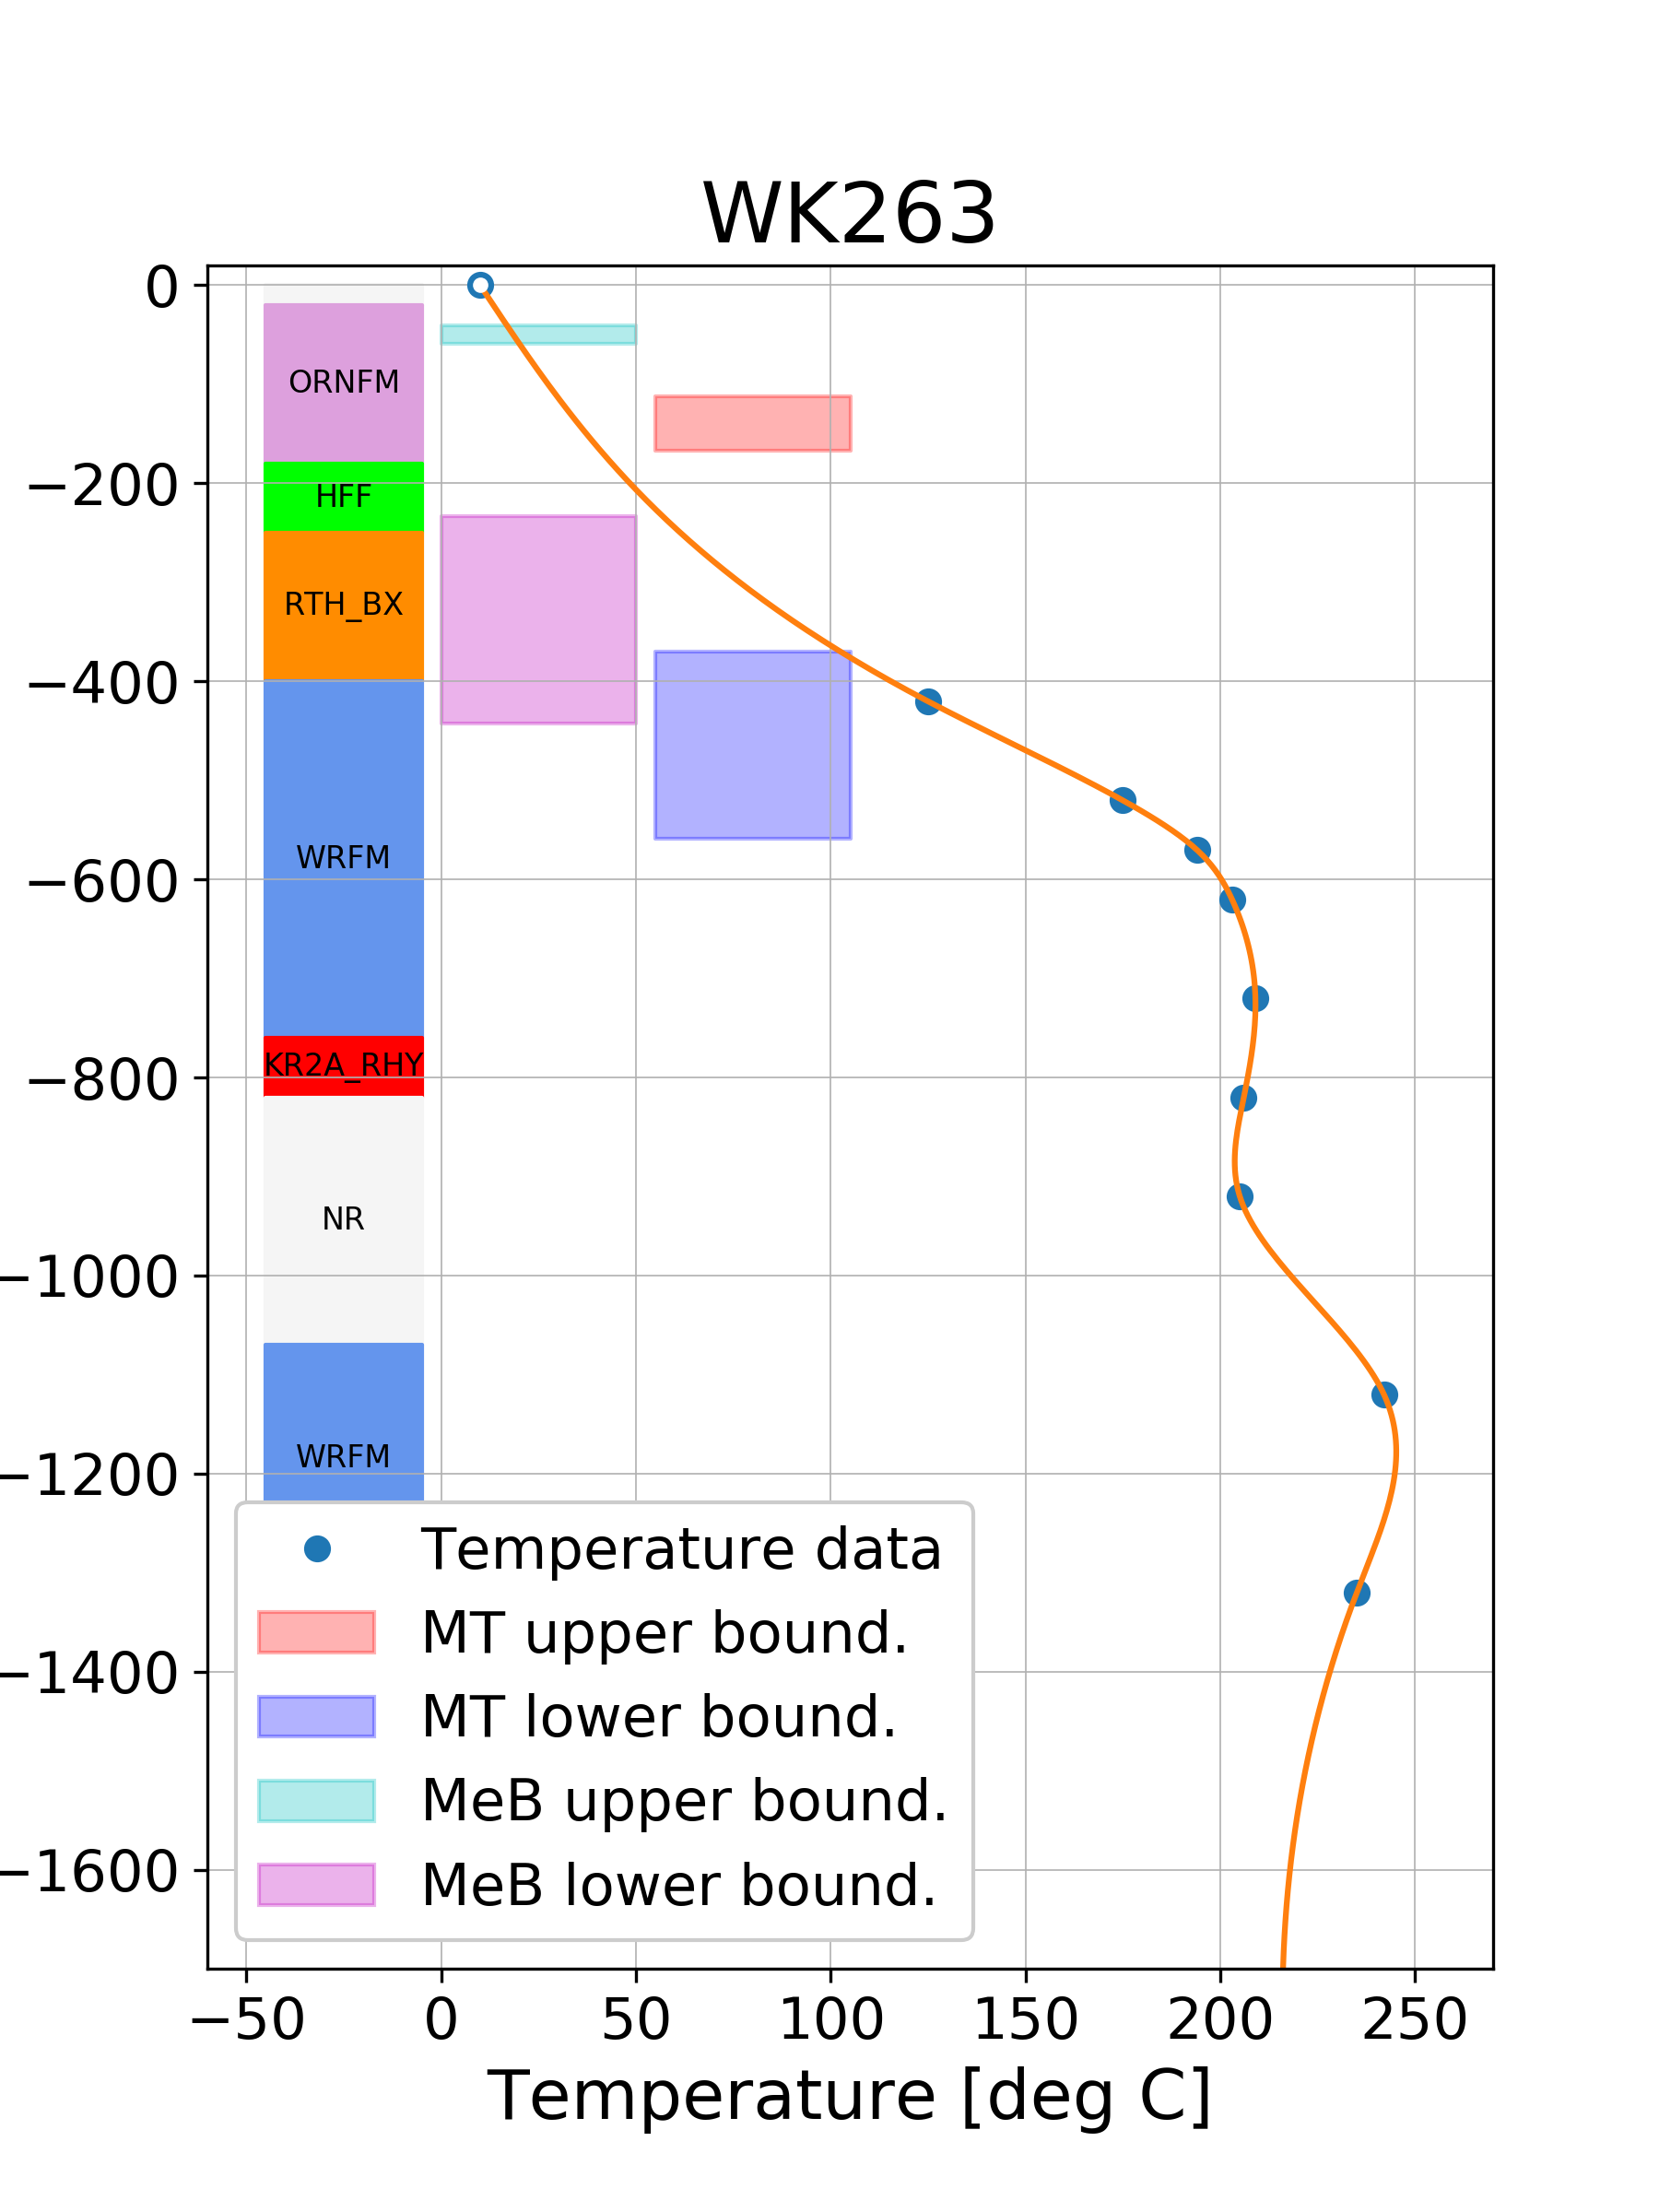 WK263
0
−200
−400
−600
−800
−1000
−1200
−1400
−1600
ORNFM
HFF
RTH_BX
WRFM
KR2A_RHY
NR
WRFM
Temperature data
MT upper bound.
MT lower bound.
MeB upper bound.
MeB lower bound.
−50 0 50 100 150 200 250
Temperature [deg C]